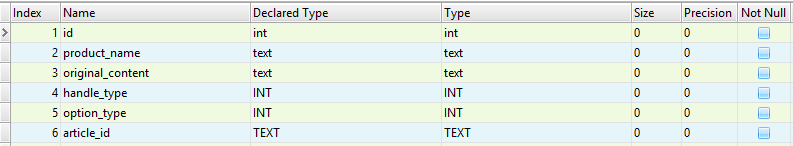 Index Name Declared Type Type Size Precision Not Null
1 id int int 0 0
2 product_name text text 0 0
3 original_content text text 0 0
4 handle_type INT INT 0 0
5 option_type INT INT 0 0
6 article_id TEXT TEXT 0 0